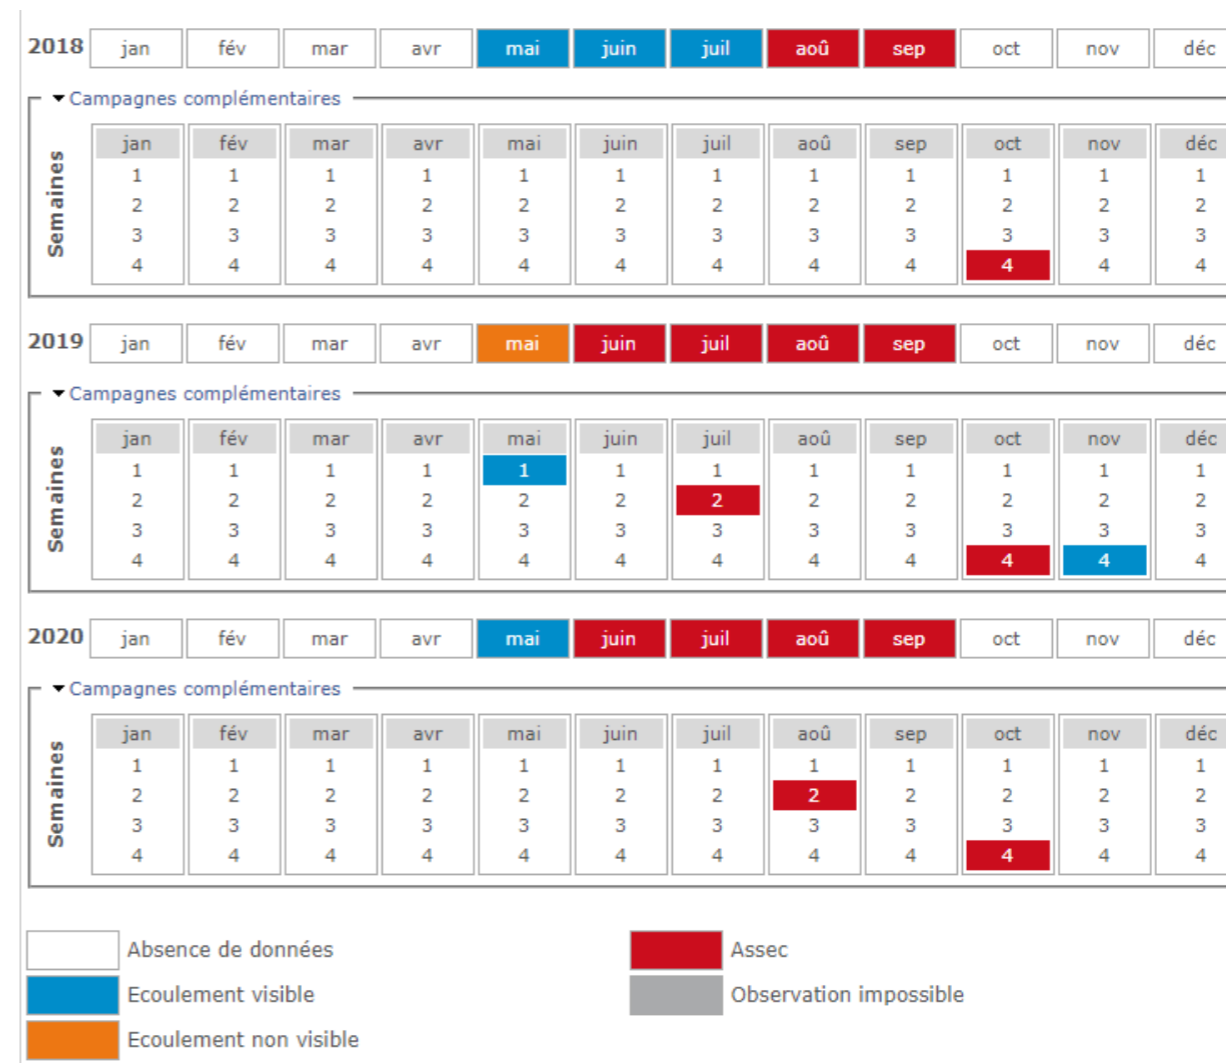 2018 jan fév mar avr mai juin juil aoû sep oct nov déc
Campagnes complémentaires
Semaines
jan fév mar avr mai juin juil aoû sep oct nov déc
1 1 1 1 1 1 1 1 1 1 1 1
2 2 2 2 2 2 2 2 2 2 2 2
3 3 3 3 3 3 3 3 3 3 3 3
4 4 4 4 4 4 4 4 4 4 4 4
2019 jan fév mar avr mai juin juil aoû sep oct nov déc
Campagnes complémentaires
Semaines
jan fév mar avr mai juin juil aoû sep oct nov déc
1 1 1 1 1 1 1 1 1 1 1 1
2 2 2 2 2 2 2 2 2 2 2 2
3 3 3 3 3 3 3 3 3 3 3 3
4 4 4 4 4 4 4 4 4 4 4 4
2020 jan fév mar avr mai juin juil aoû sep oct nov déc
Campagnes complémentaires
Semaines
jan fév mar avr mai juin juil aoû sep oct nov déc
1 1 1 1 1 1 1 1 1 1 1 1
2 2 2 2 2 2 2 2 2 2 2 2
3 3 3 3 3 3 3 3 3 3 3 3
4 4 4 4 4 4 4 4 4 4 4 4
Absence de données Assec
Ecoulement visible Observation impossible
Ecoulement non visible